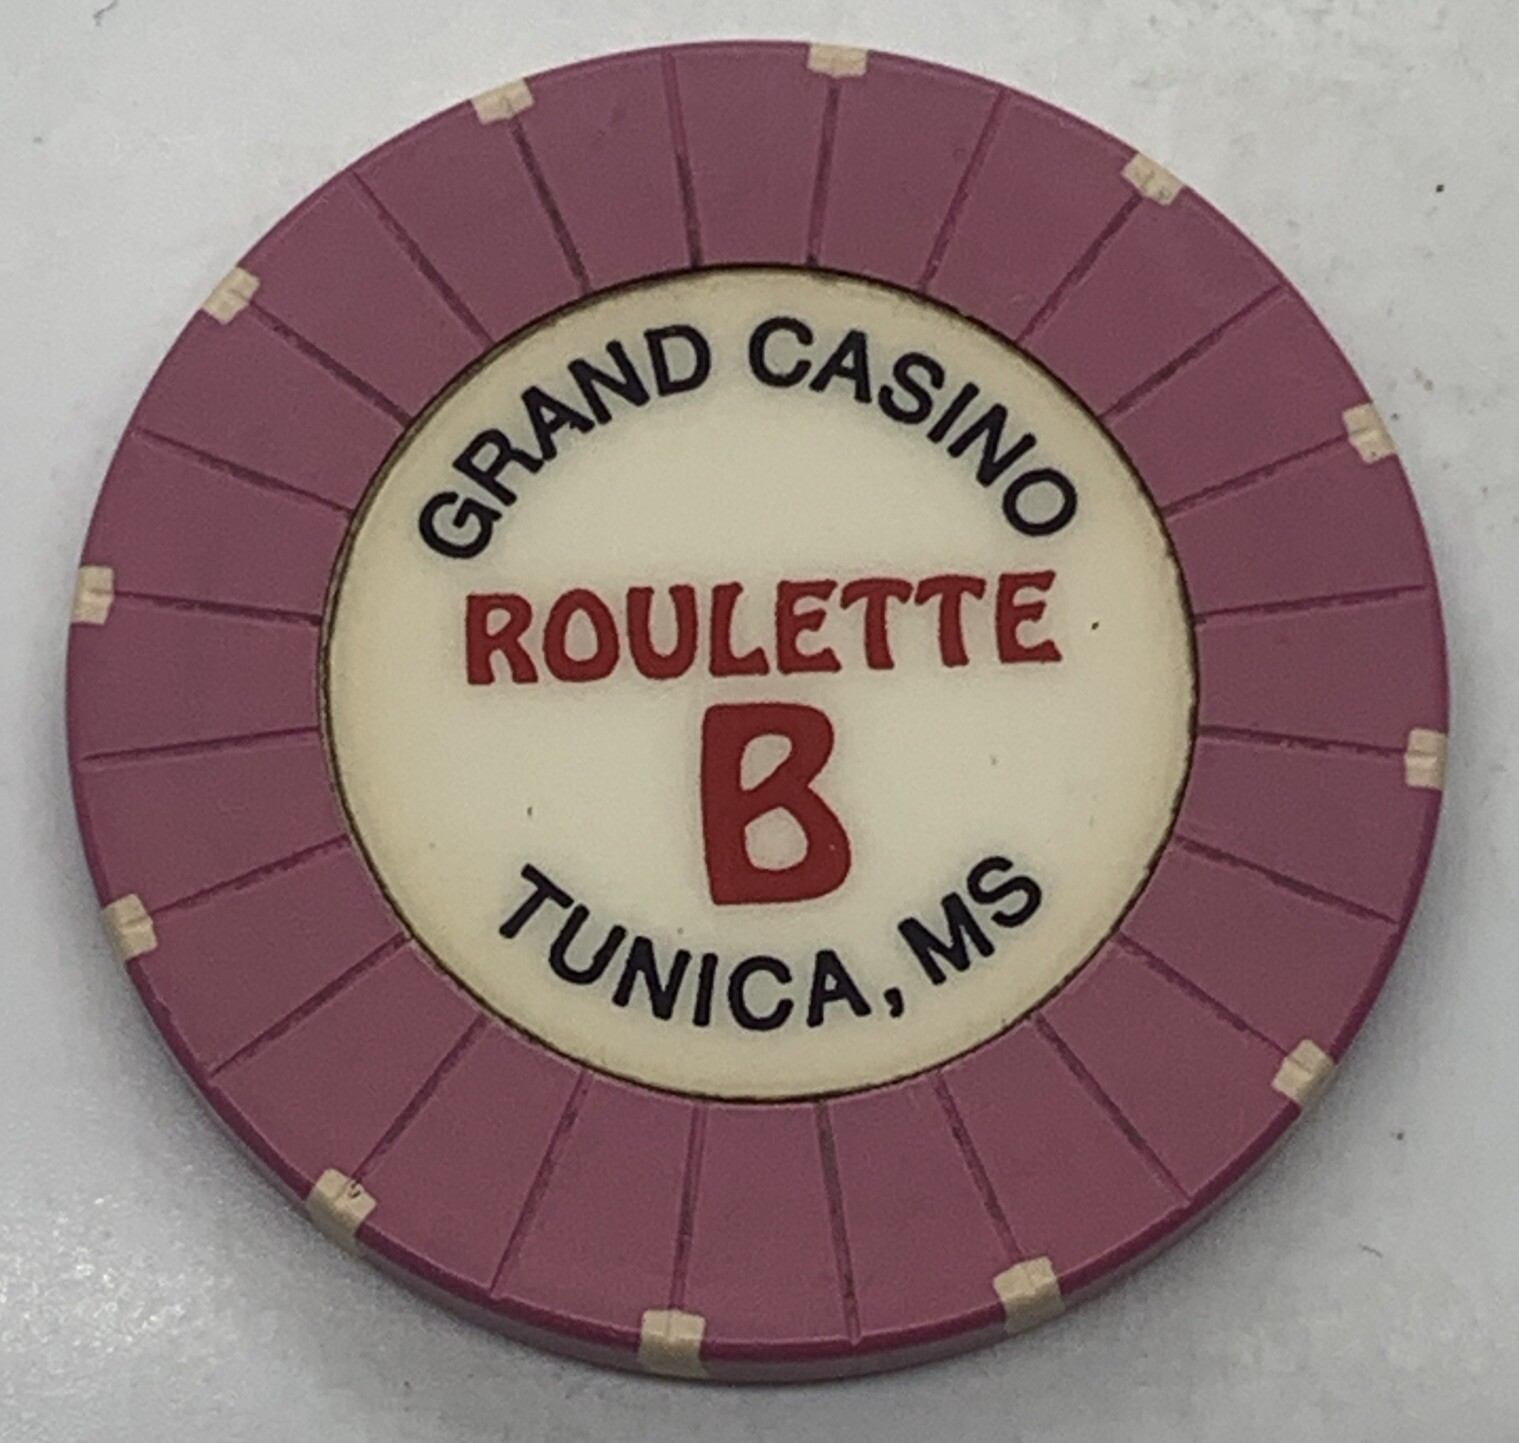 GRAND CASINO
ROULETTE
B
TUNICA, MS